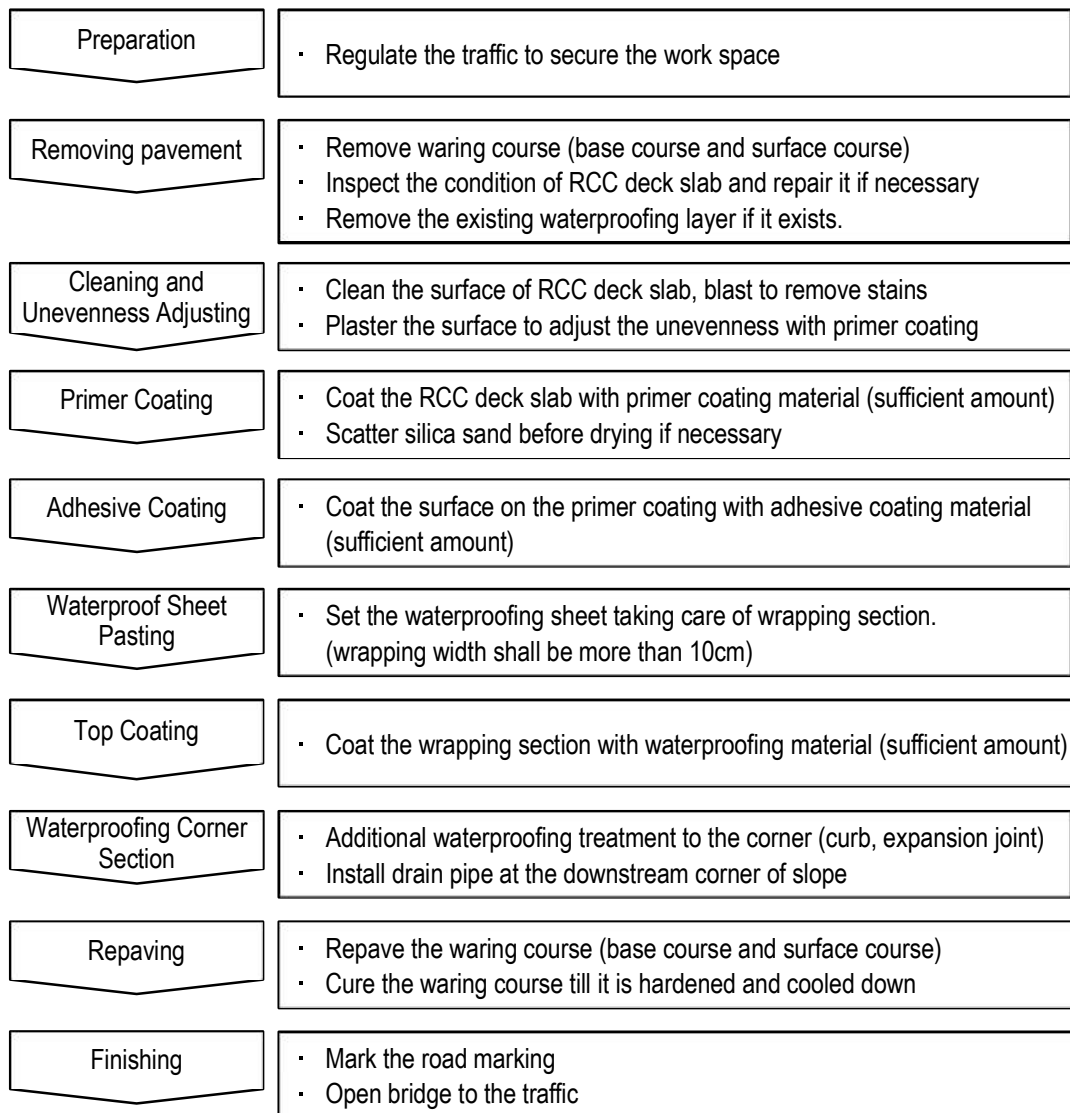 Preparation
· Regulate the traffic to secure the work space
Removing pavement
· Remove waring course (base course and surface course)
· Inspect the condition of RCC deck slab and repair it if necessary
· Remove the existing waterproofing layer if it exists.
Cleaning and
Unevenness Adjusting
· Clean the surface of RCC deck slab, blast to remove stains
· Plaster the surface to adjust the unevenness with primer coating
Primer Coating
· Coat the RCC deck slab with primer coating material (sufficient amount)
· Scatter silica sand before drying if necessary
Adhesive Coating
· Coat the surface on the primer coating with adhesive coating material
(sufficient amount)
Waterproof Sheet
Pasting
· Set the waterproofing sheet taking care of wrapping section.
(wrapping width shall be more than 10cm)
Top Coating
· Coat the wrapping section with waterproofing material (sufficient amount)
Waterproofing Corner
Section
· Additional waterproofing treatment to the corner (curb, expansion joint)
· Install drain pipe at the downstream corner of slope
Repaving
· Repave the waring course (base course and surface course)
· Cure the waring course till it is hardened and cooled down
Finishing
· Mark the road marking
· Open bridge to the traffic